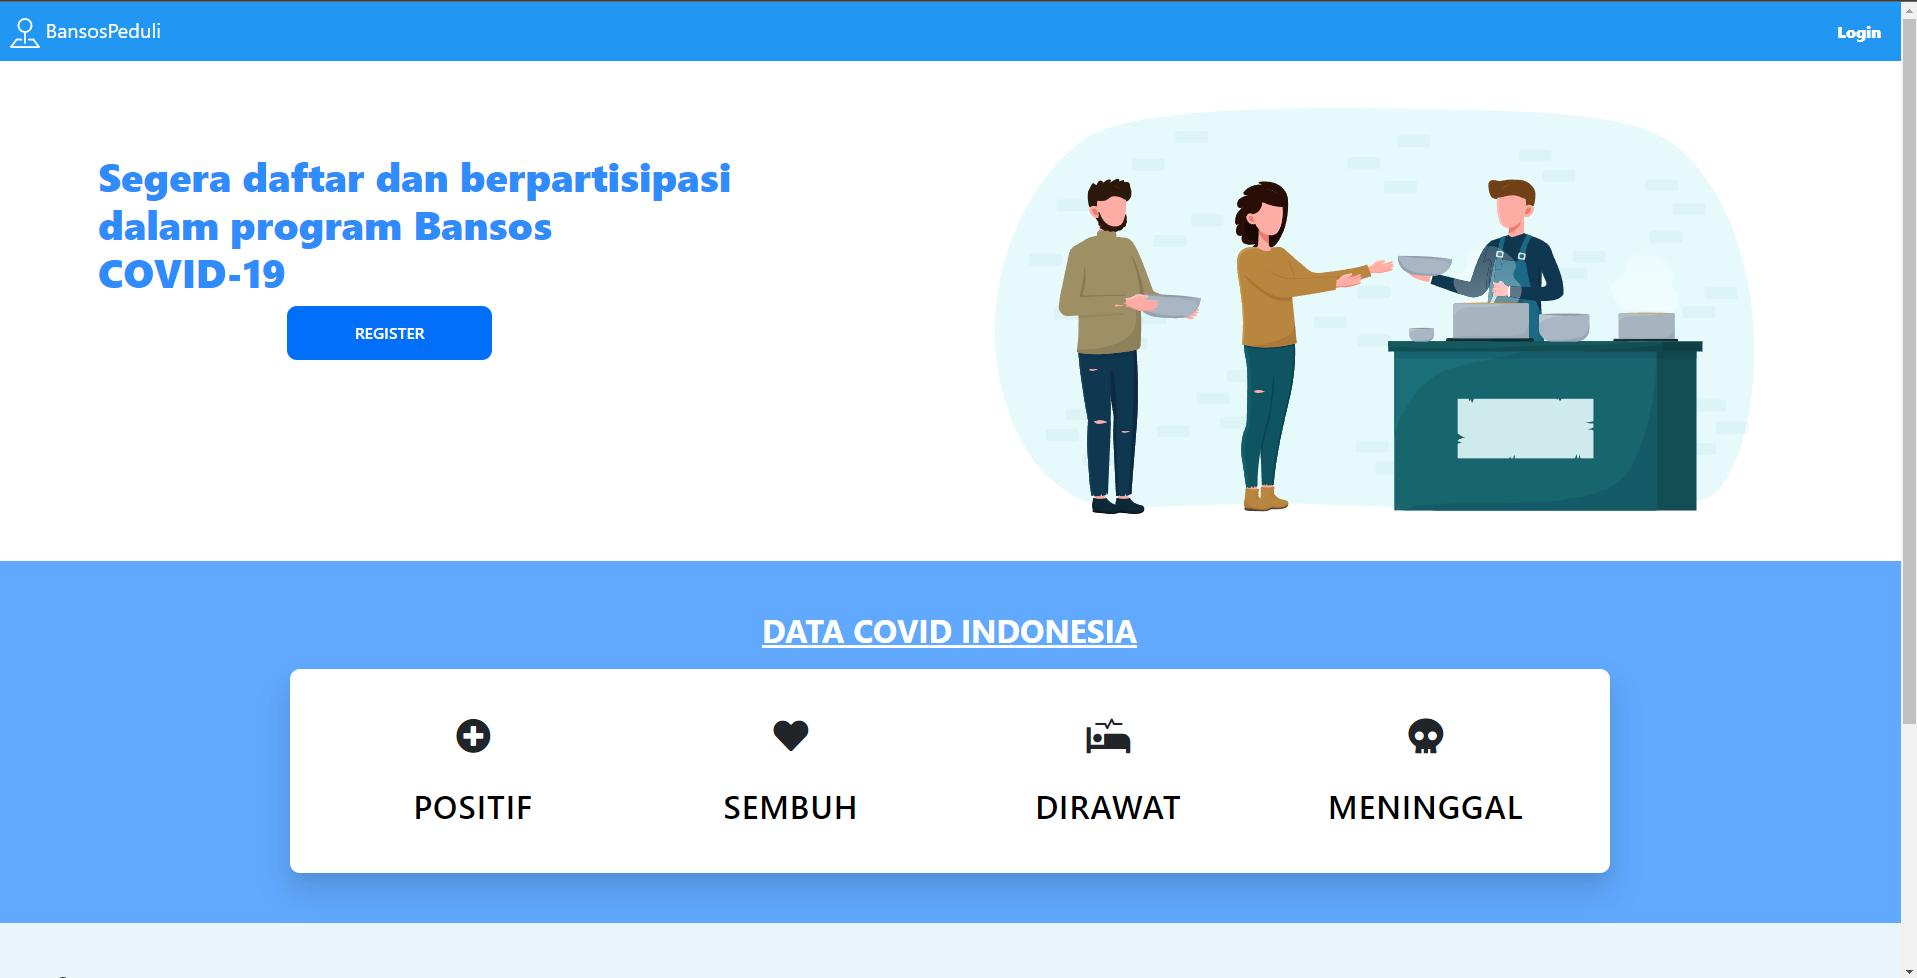 BansosPeduli
Login
Segera daftar dan berpartisipasi
dalam program Bansos
COVID-19
REGISTER
DATA COVID INDONESIA
POSITIF
SEMBUH
DIRAWAT
MENINGGAL